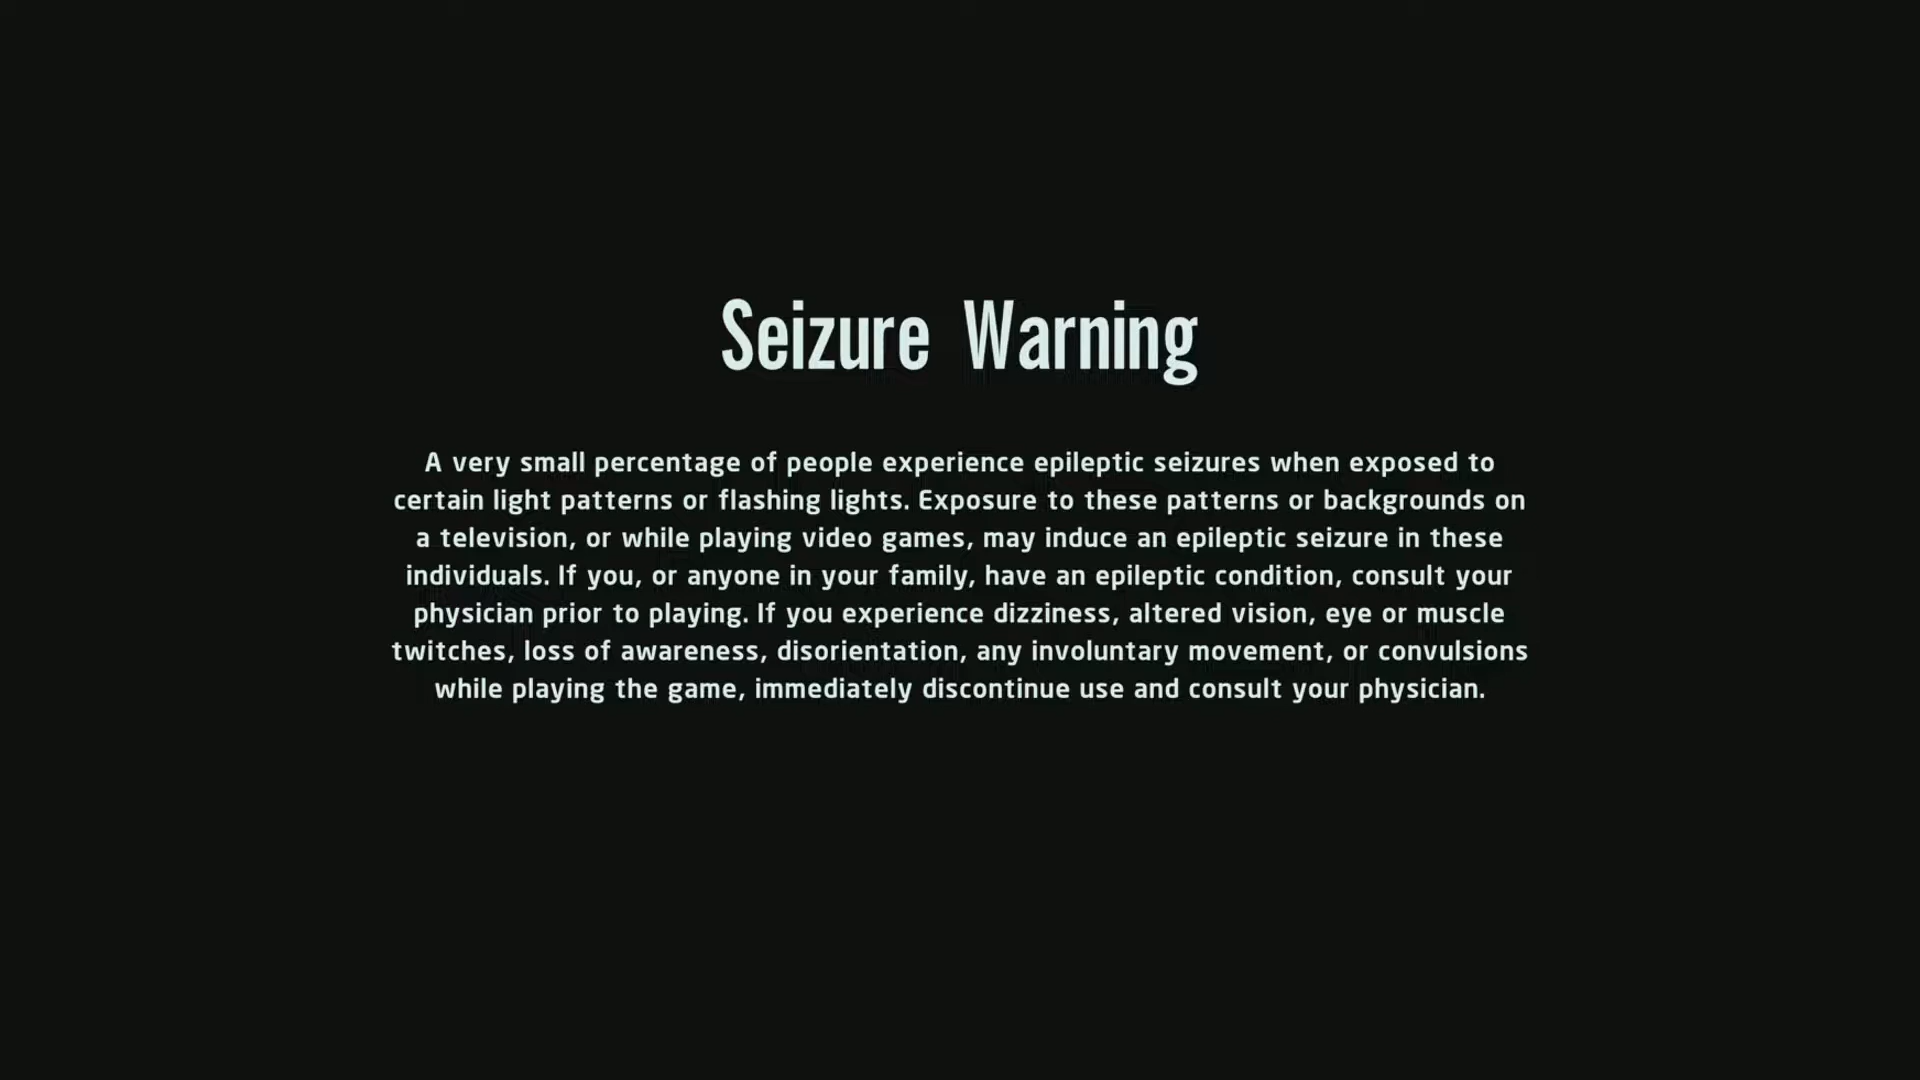 Seizure Warning
A very small percentage of people experience epileptic seizures when exposed to
certain light patterns or flashing lights. Exposure to these patterns or backgrounds on
a television, or while playing video games, may induce an epileptic seizure in these
individuals. If you, or anyone in your family, have an epileptic condition, consult your
physician prior to playing. If you experience dizziness, altered vision, eye or muscle
twitches, loss of awareness, disorientation, any involuntary movement, or convulsions
while playing the game, immediately discontinue use and consult your physician.